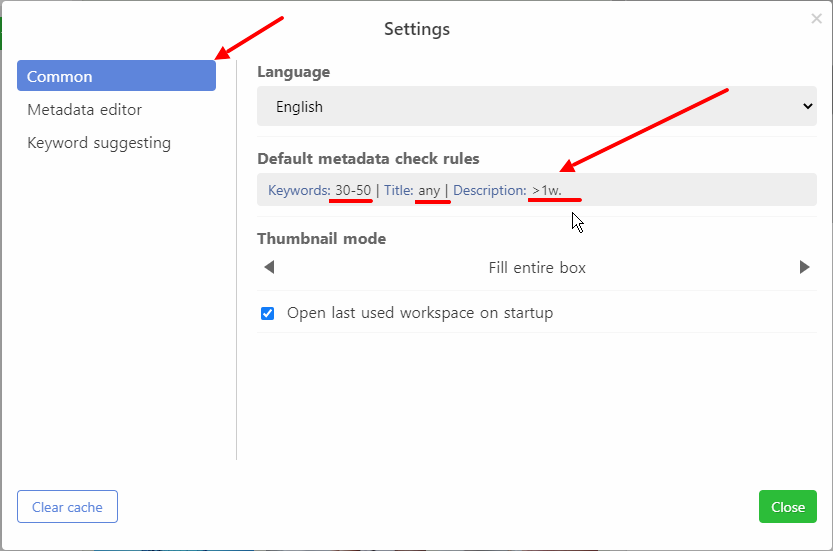 Settings
×
Common
Metadata editor
Keyword suggesting
Language
English
Default metadata check rules
Keywords: 30-50 | Title: any | Description: >1w.
Thumbnail mode
Fill entire box
Open last used workspace on startup
Clear cache
Close